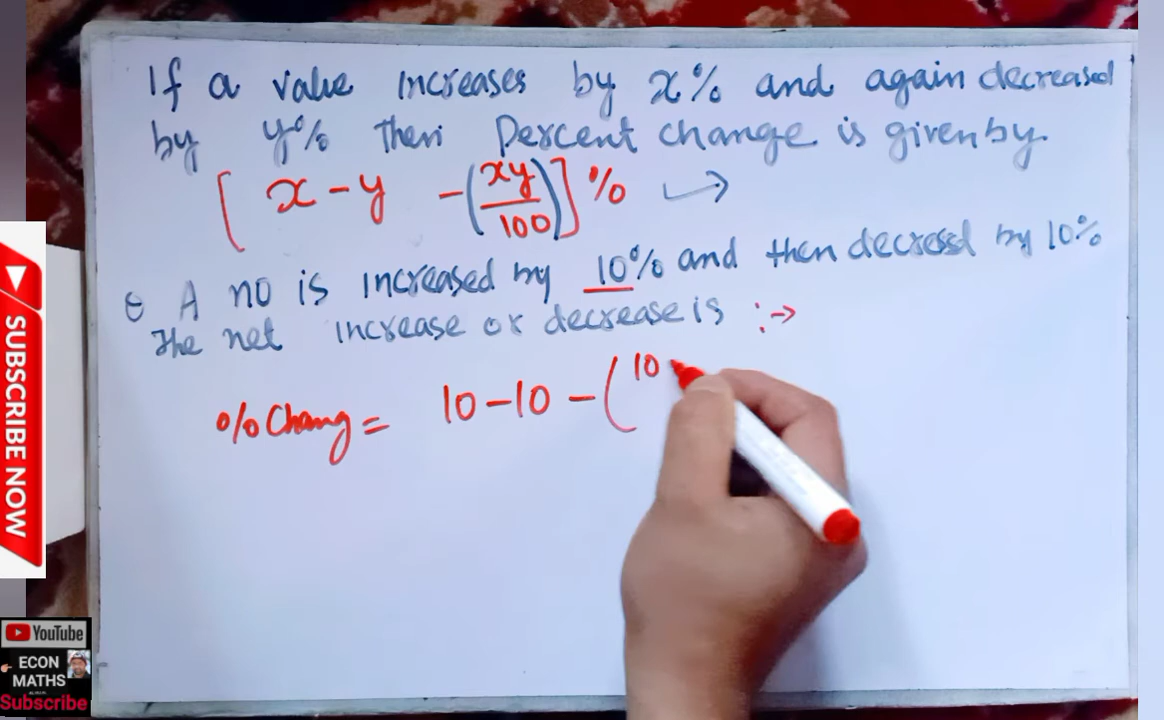 If a value increases by x% and again decreased
by y% then Percent change is given by.
[ x - y - (xy/100) ] %
Q A no is increased by 10% and then decressd by 10%
The net increase or decrease is :→
% Chang = 10 - 10 - ( 10
SUBSCRIBE NOW
YouTube
ECON
MATHS
Subscribe